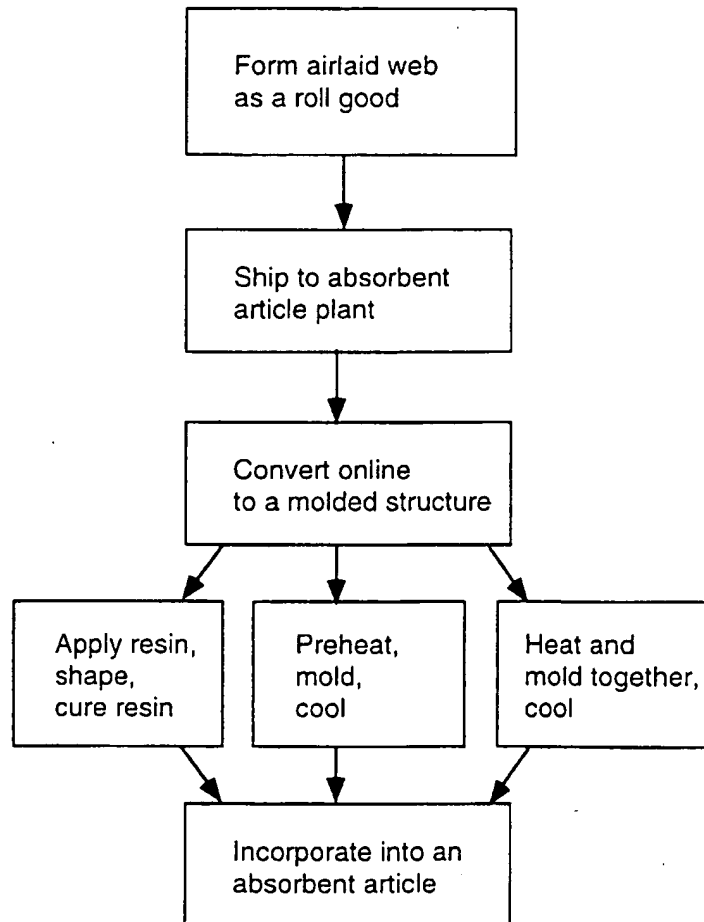 Form airlaid web
as a roll good
Ship to absorbent
article plant
Convert online
to a molded structure
Apply resin,
shape,
cure resin
Preheat,
mold,
cool
Heat and
mold together,
cool
Incorporate into an
absorbent article